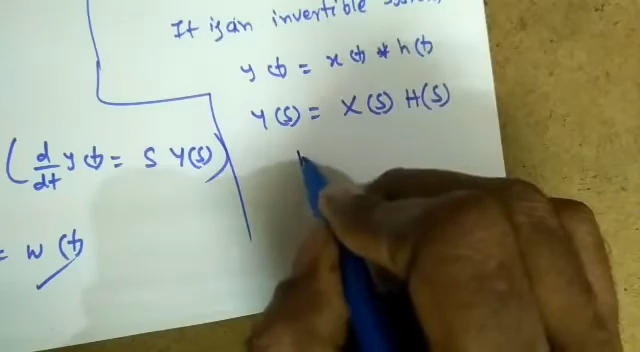 It is an invertible
y(t) = x(t) * h(t)
Y(S) = X(S) H(S)
(d/dt y(t) = S Y(S))
= w(t)